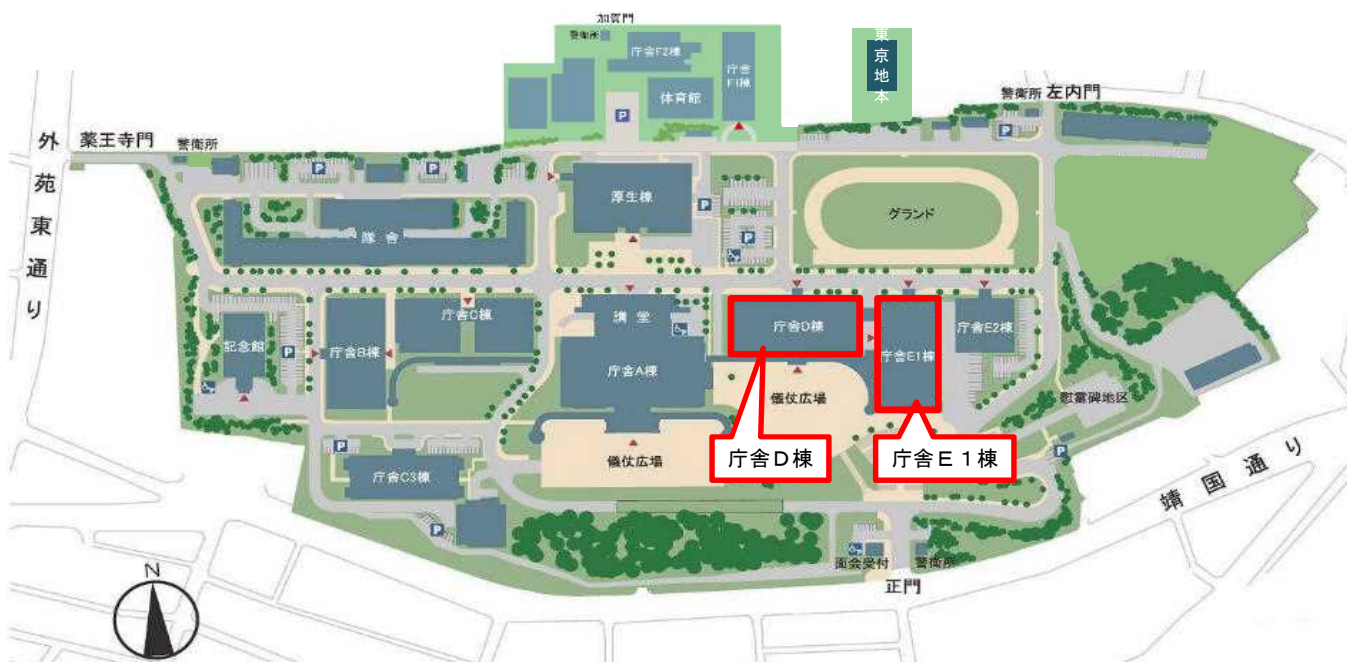 加賀門
警衛所
庁舎F2棟
庁舎
F1棟
体育館
東京地本
P
警衛所 左内門
P
外苑東通り
薬王寺門
警衛所
P
P
厚生棟
P
P
グランド
隊舎
記念館
P
庁舎B棟
庁舎C棟
講堂
庁舎A棟
庁舎D棟
庁舎E1棟
庁舎E2棟
儀仗広場
慰霊碑地区
庁舎D棟
庁舎E1棟
P
庁舎C3棟
儀仗広場
P
P
靖国通り
面会受付
警衛所
正門
N